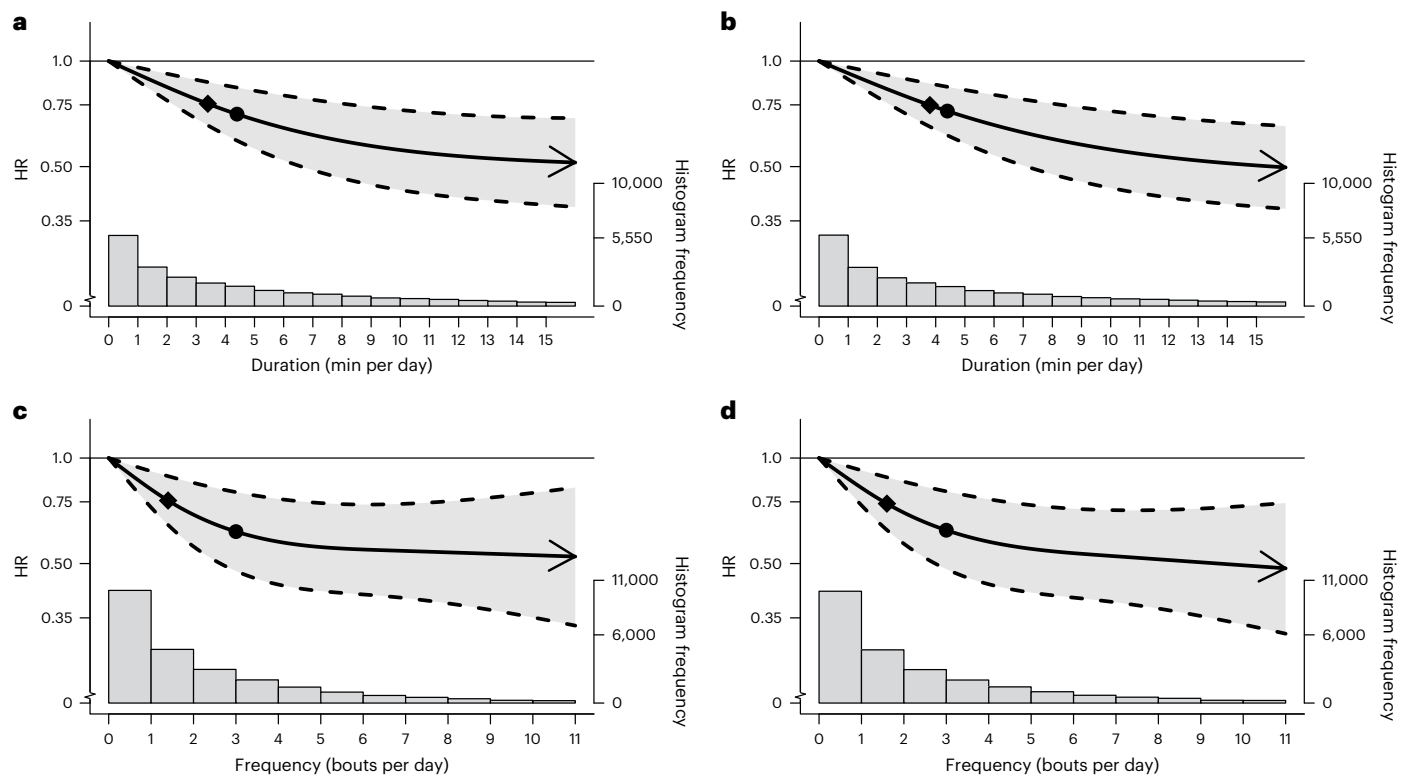 a
1.0
0.75
0.50
0.35
0
HR
10,000
5,550
0
Histogram frequency
0 1 2 3 4 5 6 7 8 9 10 11 12 13 14 15
Duration (min per day)
b
1.0
0.75
0.50
0.35
0
HR
10,000
5,550
0
Histogram frequency
0 1 2 3 4 5 6 7 8 9 10 11 12 13 14 15
Duration (min per day)
c
1.0
0.75
0.50
0.35
0
HR
11,000
6,000
0
Histogram frequency
0 1 2 3 4 5 6 7 8 9 10 11
Frequency (bouts per day)
d
1.0
0.75
0.50
0.35
0
HR
11,000
6,000
0
Histogram frequency
0 1 2 3 4 5 6 7 8 9 10 11
Frequency (bouts per day)